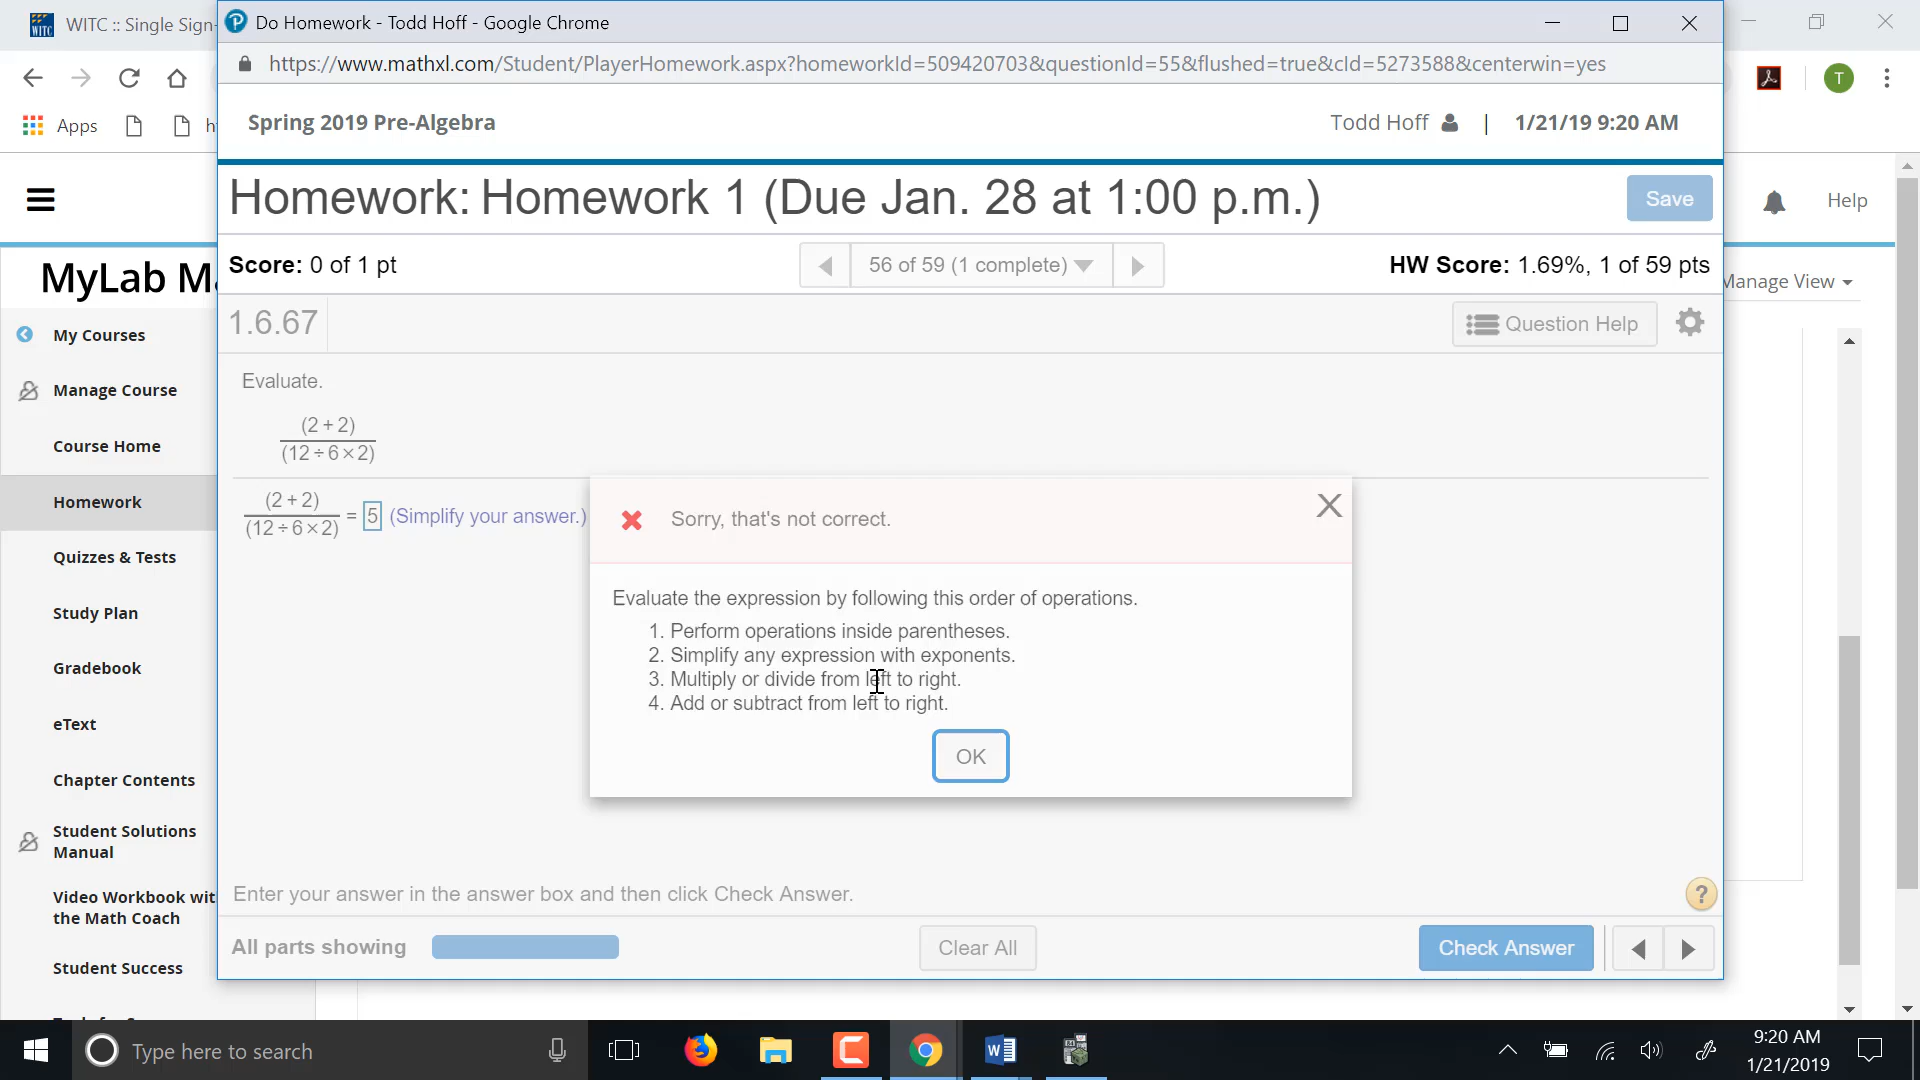 WITC :: Single Sign-
Do Homework - Todd Hoff - Google Chrome
https://www.mathxl.com/Student/PlayerHomework.aspx?homeworkId=509420703&questionId=55&flushed=true&cId=5273588&centerwin=yes
T
Apps
Spring 2019 Pre-Algebra
Todd Hoff | 1/21/19 9:20 AM
Homework: Homework 1 (Due Jan. 28 at 1:00 p.m.)
Save
Help
Score: 0 of 1 pt
56 of 59 (1 complete)
HW Score: 1.69%, 1 of 59 pts
MyLab Ma
Manage View
1.6.67
Question Help
My Courses
Manage Course
Course Home
Homework
Quizzes & Tests
Study Plan
Gradebook
eText
Chapter Contents
Student Solutions
Manual
Video Workbook wit
the Math Coach
Student Success
Evaluate.
(2 + 2)
(12 ÷ 6 × 2)
(2 + 2)
(12 ÷ 6 × 2)
= 5 (Simplify your answer.)
Sorry, that's not correct.
Evaluate the expression by following this order of operations.
1. Perform operations inside parentheses.
2. Simplify any expression with exponents.
3. Multiply or divide from left to right.
4. Add or subtract from left to right.
OK
Enter your answer in the answer box and then click Check Answer.
?
All parts showing
Clear All
Check Answer
Type here to search
9:20 AM
1/21/2019